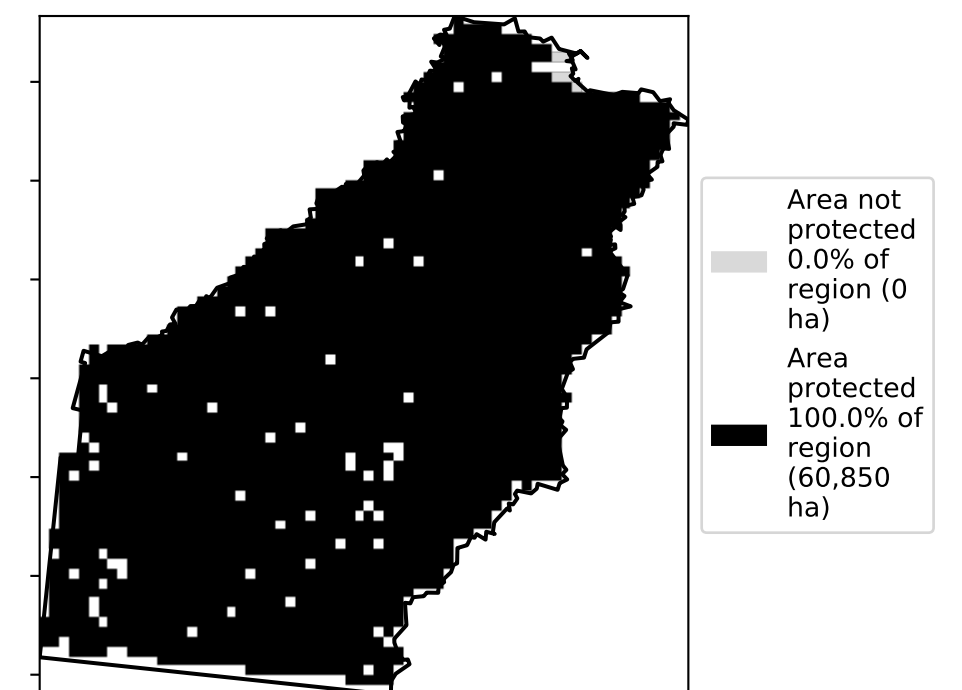 Area not
protected
0.0% of
region (0
ha)
Area
protected
100.0% of
region
(60,850
ha)